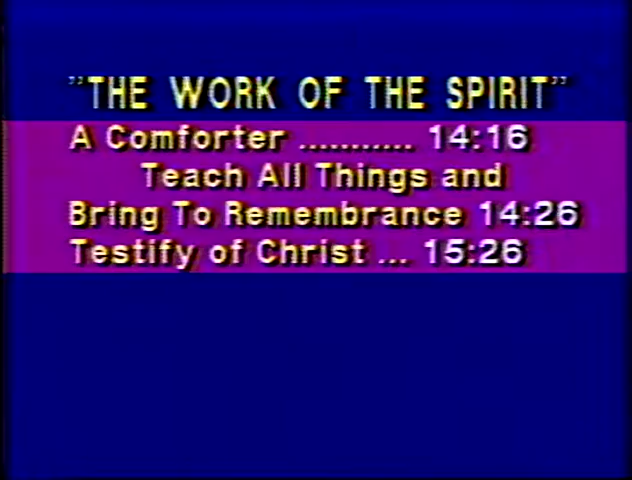 "THE WORK OF THE SPIRIT"
A Comforter ........... 14:16
Teach All Things and
Bring To Remembrance 14:26
Testify of Christ ... 15:26